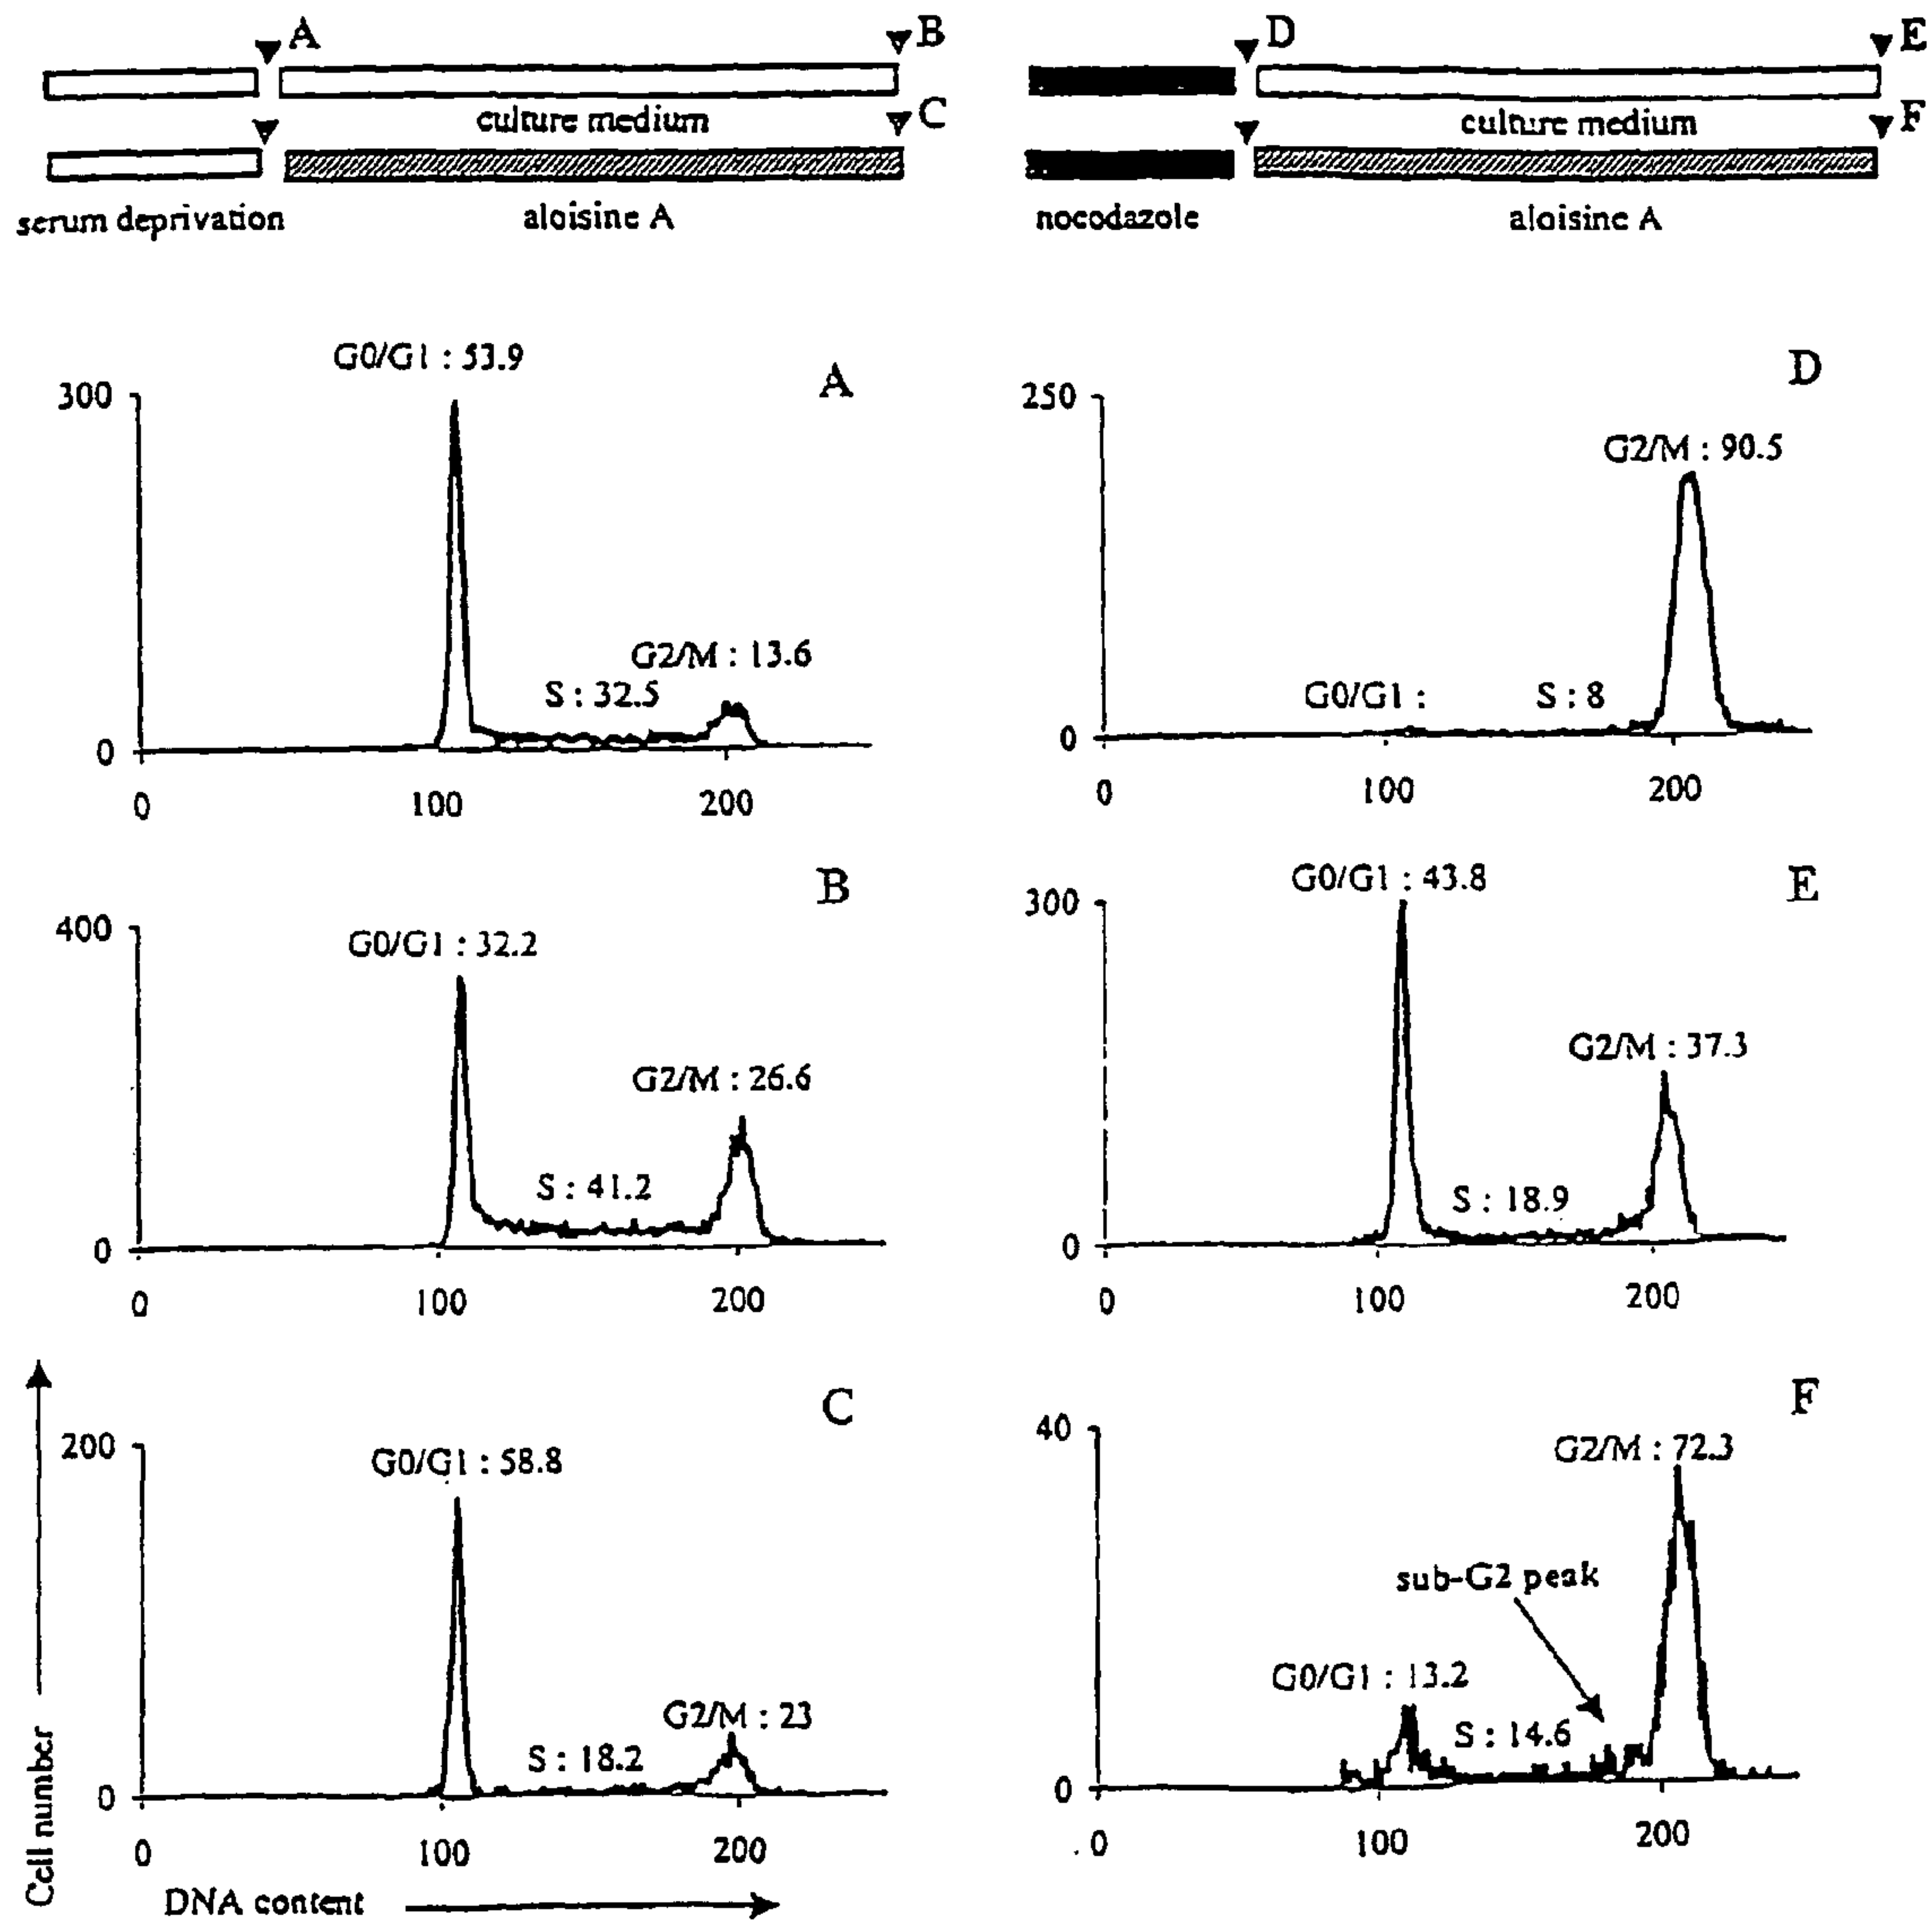 A
B
culture medium
C
serum deprivation
aloisine A
D
E
culture medium
F
nocodazole
aloisine A
A
G0/G1 : 53.9
300
G2/M : 13.6
S : 32.5
0
0
100
200
B
400
G0/G1 : 32.2
G2/M : 26.6
S : 41.2
0
0
100
200
C
200
G0/G1 : 58.8
G2/M : 23
S : 18.2
0
0
100
200
Cell number
DNA content
D
250
G2/M : 90.5
G0/G1 :
S : 8
0
0
100
200
E
G0/G1 : 43.8
300
G2/M : 37.3
S : 18.9
0
0
100
200
F
40
G2/M : 72.3
sub-G2 peak
G0/G1 : 13.2
S : 14.6
0
0
100
200